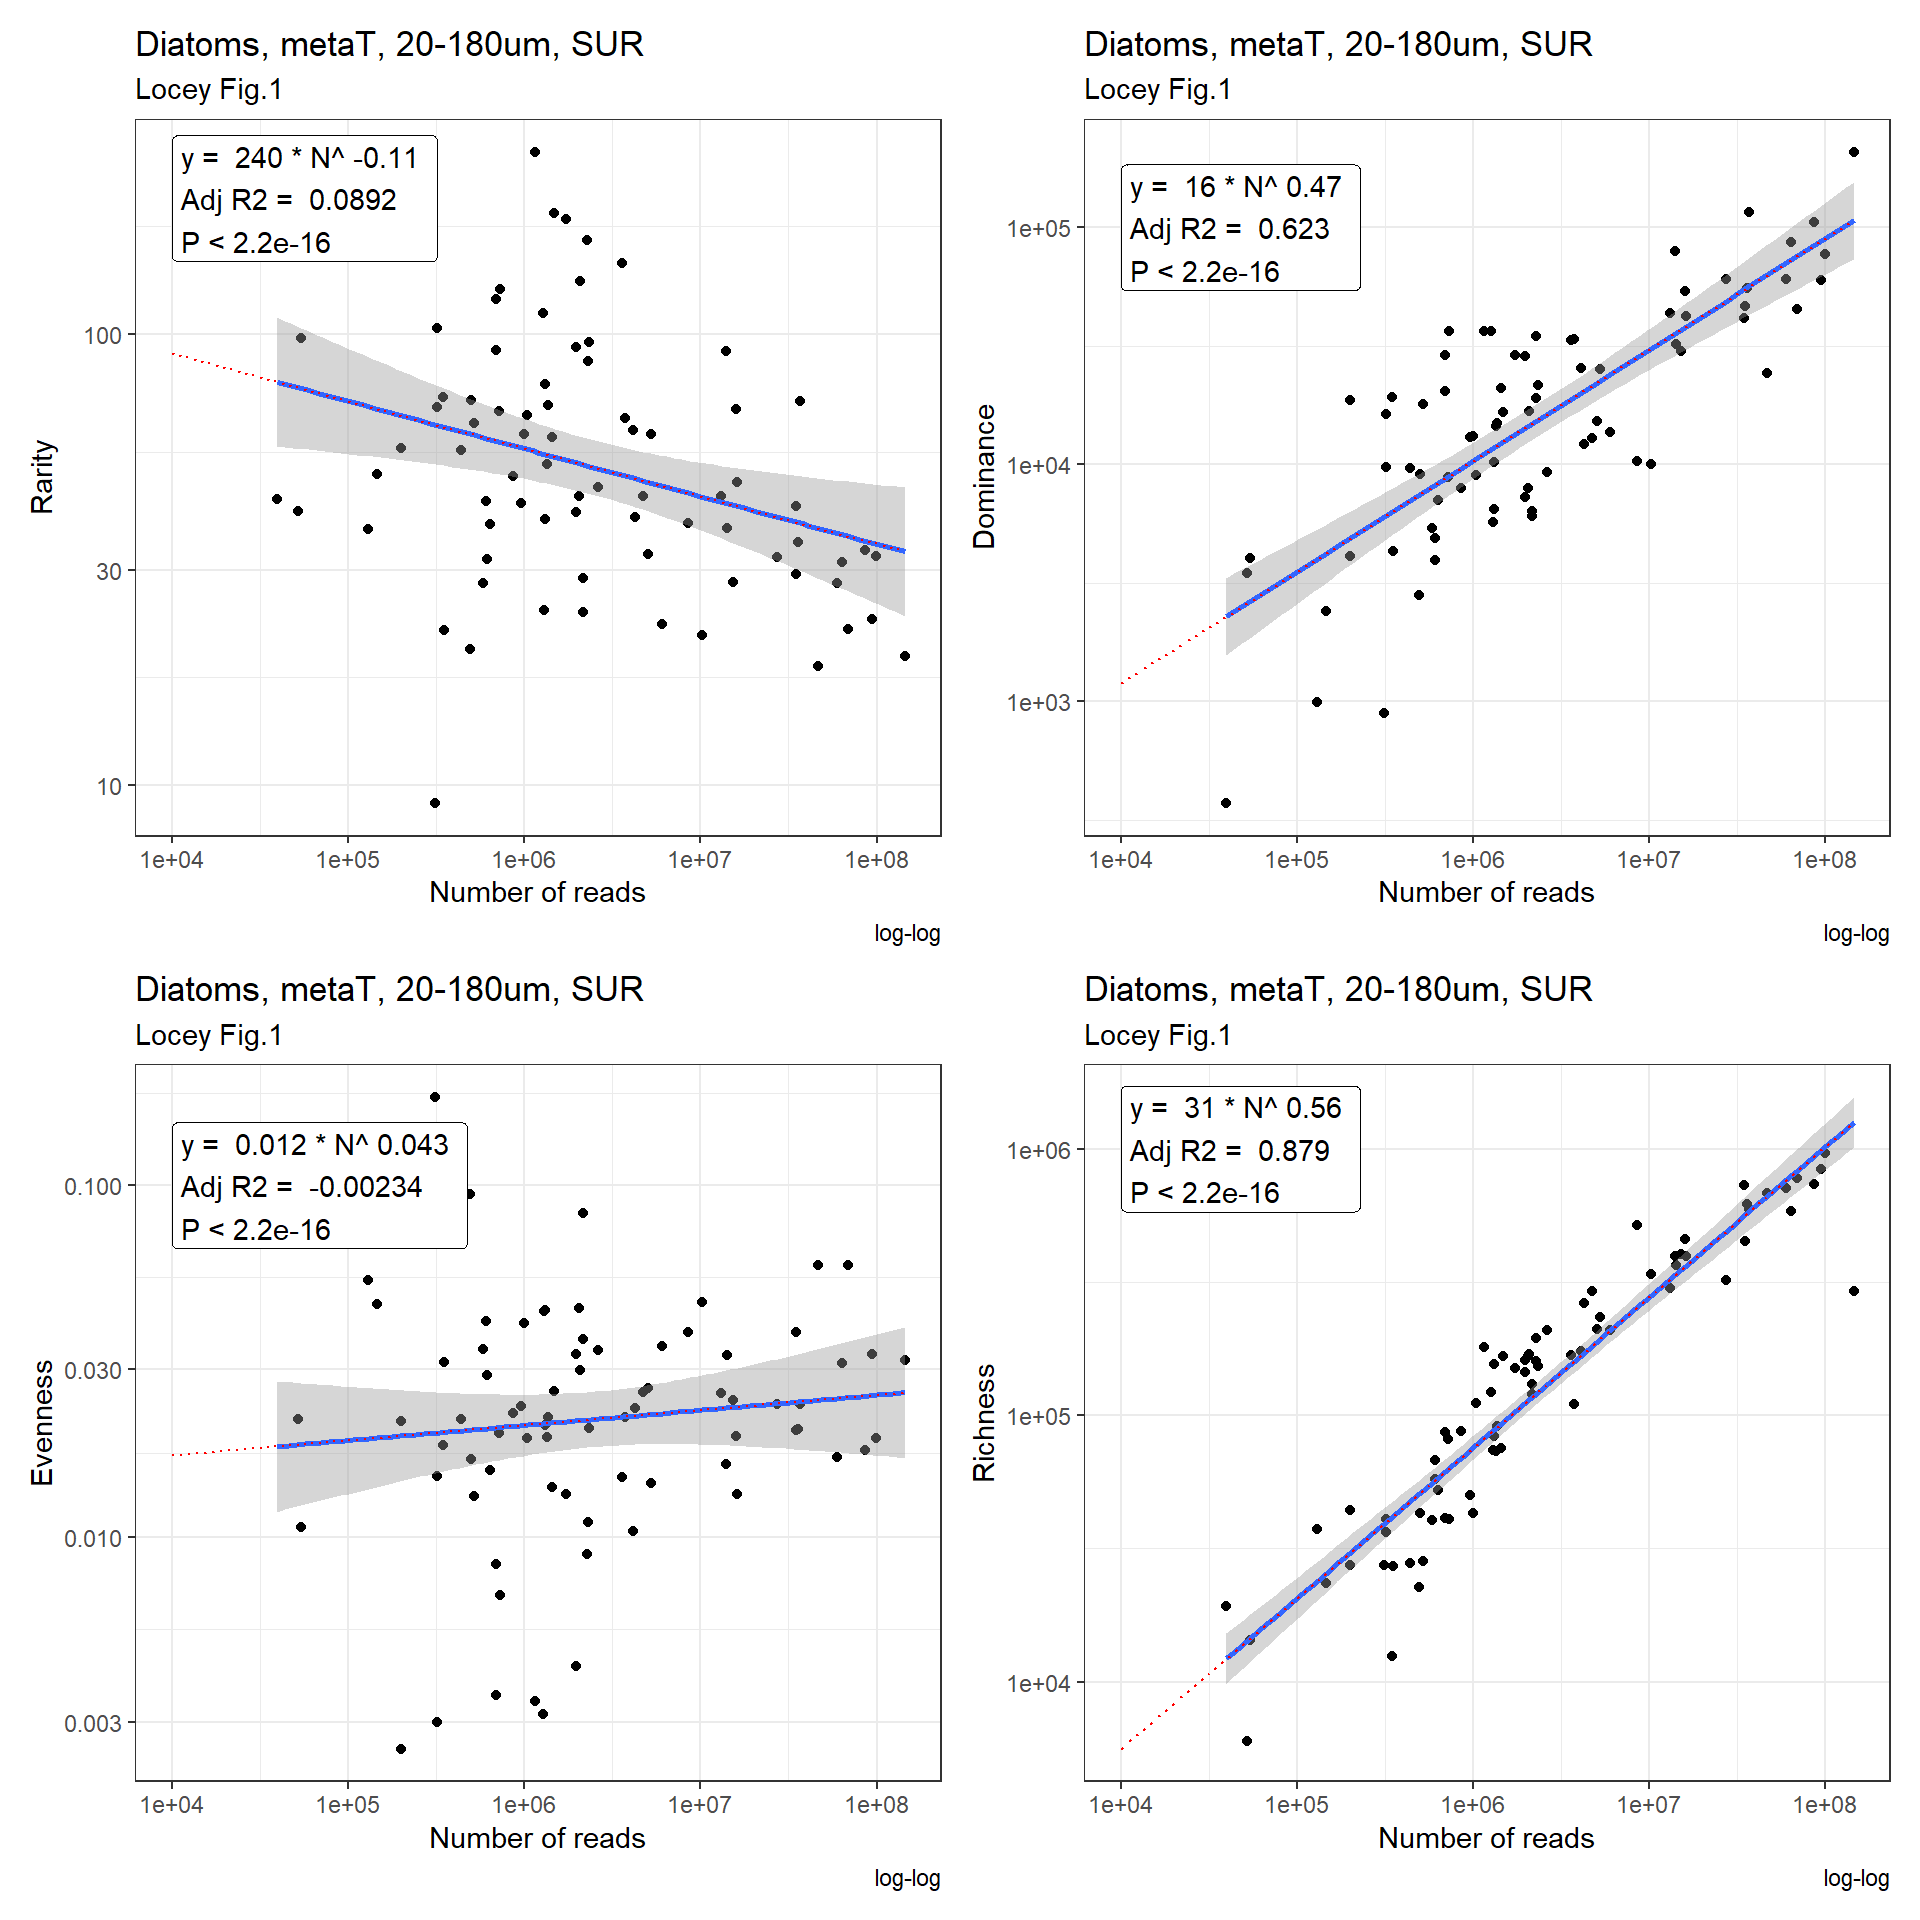 Diatoms, metaT, 20-180um, SUR
Locey Fig.1
y =  240 * N^ -0.11
Adj R2 =  0.0892
P < 2.2e-16
100
30
10
Rarity
1e+04 1e+05 1e+06 1e+07 1e+08
Number of reads
log-log
Diatoms, metaT, 20-180um, SUR
Locey Fig.1
y =  16 * N^ 0.47
Adj R2 =  0.623
P < 2.2e-16
1e+05
1e+04
1e+03
Dominance
1e+04 1e+05 1e+06 1e+07 1e+08
Number of reads
log-log
Diatoms, metaT, 20-180um, SUR
Locey Fig.1
y =  0.012 * N^ 0.043
Adj R2 =  -0.00234
P < 2.2e-16
0.100
0.030
0.010
0.003
Evenness
1e+04 1e+05 1e+06 1e+07 1e+08
Number of reads
log-log
Diatoms, metaT, 20-180um, SUR
Locey Fig.1
y =  31 * N^ 0.56
Adj R2 =  0.879
P < 2.2e-16
1e+06
1e+05
1e+04
Richness
1e+04 1e+05 1e+06 1e+07 1e+08
Number of reads
log-log